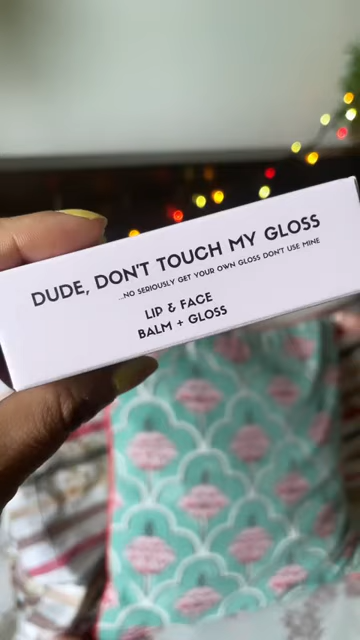 DUDE, DON'T TOUCH MY GLOSS
...NO SERIOUSLY GET YOUR OWN GLOSS DON'T USE MINE
LIP & FACE
BALM + GLOSS